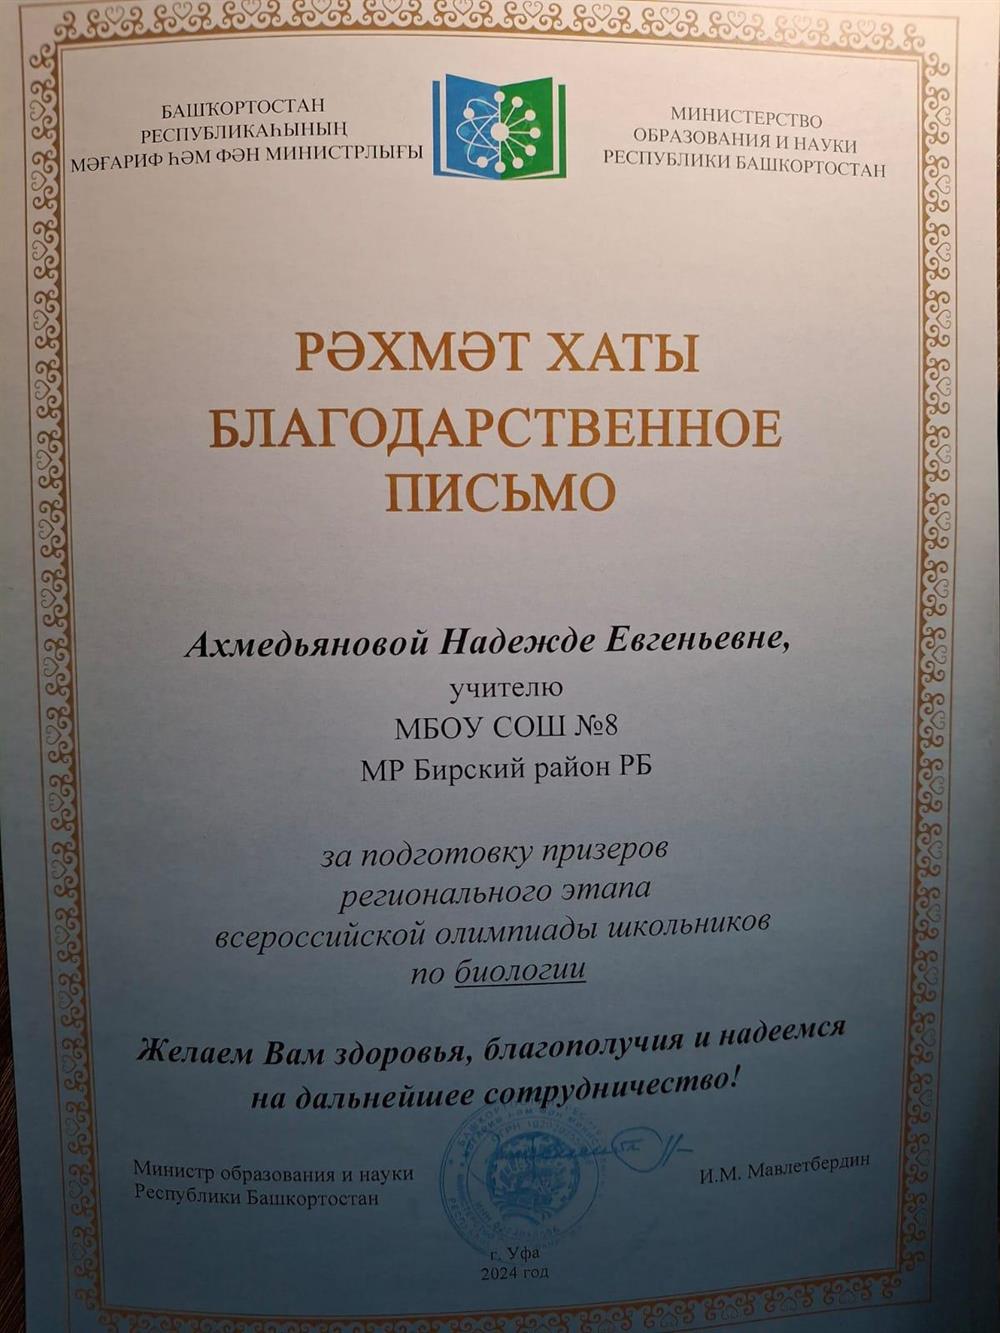 БАШҠОРТОСТАН
РЕСПУБЛИКАҺЫНЫҢ
МӘҒАРИФ ҺӘМ ФӘН МИНИСТРЛЫҒЫ
МИНИСТЕРСТВО
ОБРАЗОВАНИЯ И НАУКИ
РЕСПУБЛИКИ БАШКОРТОСТАН
РӘХМӘТ ХАТЫ
БЛАГОДАРСТВЕННОЕ
ПИСЬМО
Ахмедьяновой Надежде Евгеньевне,
учителю
МБОУ СОШ №8
МР Бирский район РБ
за подготовку призеров
регионального этапа
всероссийской олимпиады школьников
по биологии
Желаем Вам здоровья, благополучия и надеемся
на дальнейшее сотрудничество!
Министр образования и науки
Республики Башкортостан
И.М. Мавлетбердин
г. Уфа
2024 год